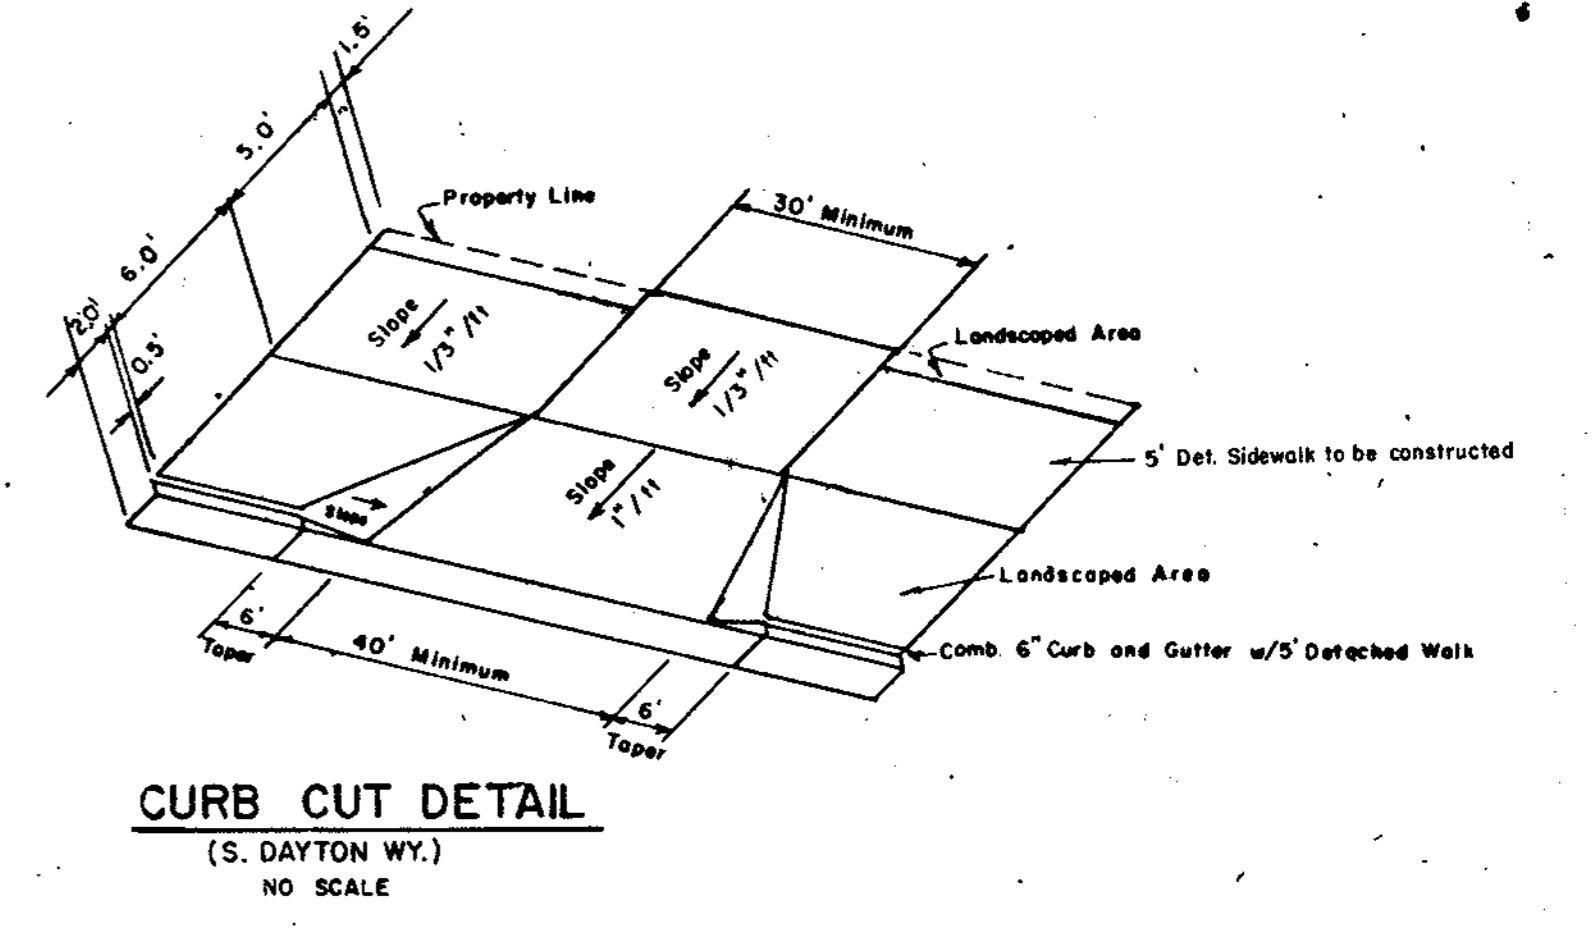 1.5'
5.0'
6.0'
2.0'
0.5'
Property Line
30' Minimum
Slope
1/3" /ft
Slope
1/3" /ft
Landscaped Area
5' Det. Sidewalk to be constructed
Slope
1" /ft
Slope
Landscaped Area
Comb. 6" Curb and Gutter w/5' Detached Walk
6'
Taper
40' Minimum
6'
Taper
CURB CUT DETAIL
(S. DAYTON WY.)
NO SCALE